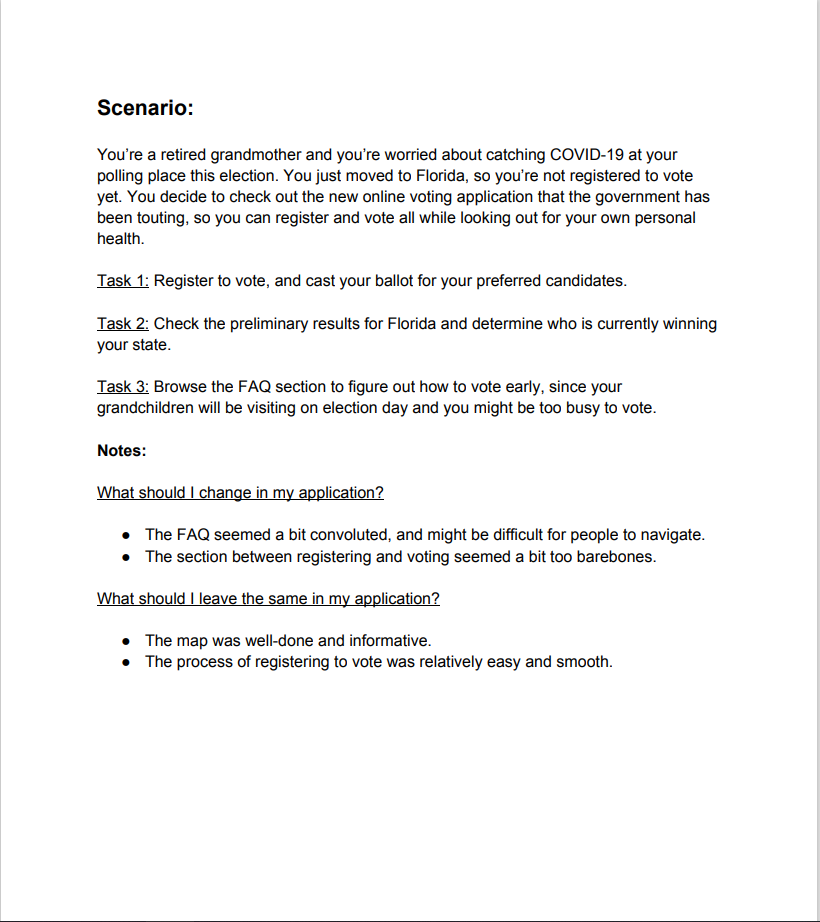 Scenario:
You’re a retired grandmother and you’re worried about catching COVID-19 at your
polling place this election. You just moved to Florida, so you’re not registered to vote
yet. You decide to check out the new online voting application that the government has
been touting, so you can register and vote all while looking out for your own personal
health.
Task 1: Register to vote, and cast your ballot for your preferred candidates.
Task 2: Check the preliminary results for Florida and determine who is currently winning
your state.
Task 3: Browse the FAQ section to figure out how to vote early, since your
grandchildren will be visiting on election day and you might be too busy to vote.
Notes:
What should I change in my application?
● The FAQ seemed a bit convoluted, and might be difficult for people to navigate.
● The section between registering and voting seemed a bit too barebones.
What should I leave the same in my application?
● The map was well-done and informative.
● The process of registering to vote was relatively easy and smooth.